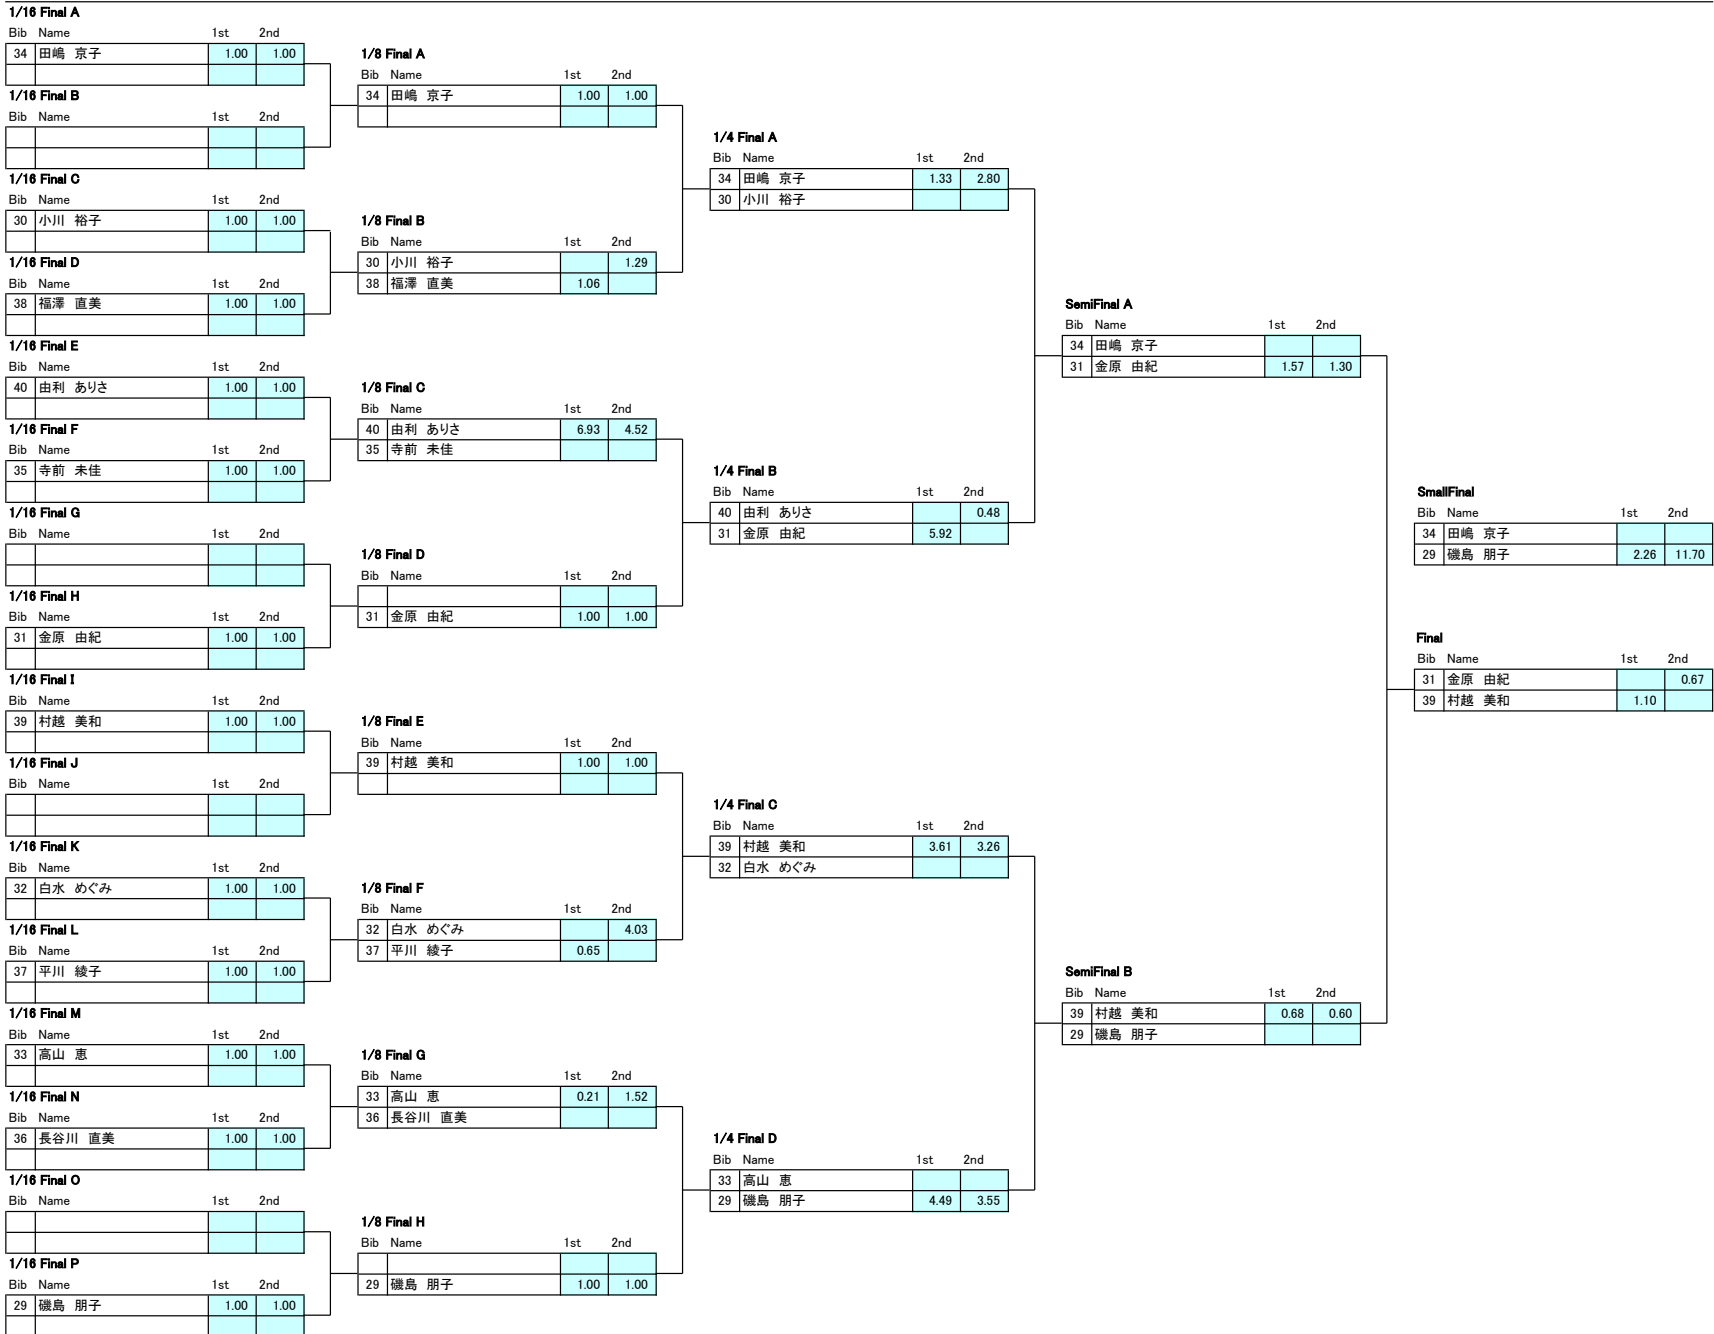 1/16 Final A
Bib Name 1st 2nd
34 田嶋 京子 1.00 1.00
1/16 Final B
Bib Name 1st 2nd
1/16 Final C
Bib Name 1st 2nd
30 小川 裕子 1.00 1.00
1/16 Final D
Bib Name 1st 2nd
38 福澤 直美 1.00 1.00
1/16 Final E
Bib Name 1st 2nd
40 由利 ありさ 1.00 1.00
1/16 Final F
Bib Name 1st 2nd
35 寺前 未佳 1.00 1.00
1/16 Final G
Bib Name 1st 2nd
1/16 Final H
Bib Name 1st 2nd
31 金原 由紀 1.00 1.00
1/16 Final I
Bib Name 1st 2nd
39 村越 美和 1.00 1.00
1/16 Final J
Bib Name 1st 2nd
1/16 Final K
Bib Name 1st 2nd
32 白水 めぐみ 1.00 1.00
1/16 Final L
Bib Name 1st 2nd
37 平川 綾子 1.00 1.00
1/16 Final M
Bib Name 1st 2nd
33 高山 恵 1.00 1.00
1/16 Final N
Bib Name 1st 2nd
36 長谷川 直美 1.00 1.00
1/16 Final O
Bib Name 1st 2nd
1/16 Final P
Bib Name 1st 2nd
29 磯島 朋子 1.00 1.00
1/8 Final A
Bib Name 1st 2nd
34 田嶋 京子 1.00 1.00
1/8 Final B
Bib Name 1st 2nd
30 小川 裕子 1.29
38 福澤 直美 1.06
1/8 Final C
Bib Name 1st 2nd
40 由利 ありさ 6.93 4.52
35 寺前 未佳
1/8 Final D
Bib Name 1st 2nd
31 金原 由紀 1.00 1.00
1/8 Final E
Bib Name 1st 2nd
39 村越 美和 1.00 1.00
1/8 Final F
Bib Name 1st 2nd
32 白水 めぐみ 4.03
37 平川 綾子 0.65
1/8 Final G
Bib Name 1st 2nd
33 高山 恵 0.21 1.52
36 長谷川 直美
1/8 Final H
Bib Name 1st 2nd
29 磯島 朋子 1.00 1.00
1/4 Final A
Bib Name 1st 2nd
34 田嶋 京子 1.33 2.80
30 小川 裕子
1/4 Final B
Bib Name 1st 2nd
40 由利 ありさ 0.48
31 金原 由紀 5.92
1/4 Final C
Bib Name 1st 2nd
39 村越 美和 3.61 3.26
32 白水 めぐみ
1/4 Final D
Bib Name 1st 2nd
33 高山 恵
29 磯島 朋子 4.49 3.55
SemiFinal A
Bib Name 1st 2nd
34 田嶋 京子
31 金原 由紀 1.57 1.30
SemiFinal B
Bib Name 1st 2nd
39 村越 美和 0.68 0.60
29 磯島 朋子
SmallFinal
Bib Name 1st 2nd
34 田嶋 京子
29 磯島 朋子 2.26 11.70
Final
Bib Name 1st 2nd
31 金原 由紀 0.67
39 村越 美和 1.10